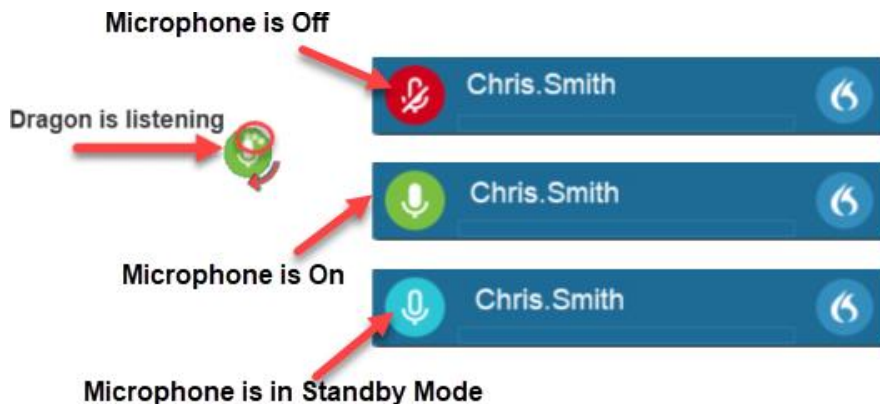 Microphone is Off
Chris.Smith
Dragon is listening
Chris.Smith
Microphone is On
Chris.Smith
Microphone is in Standby Mode